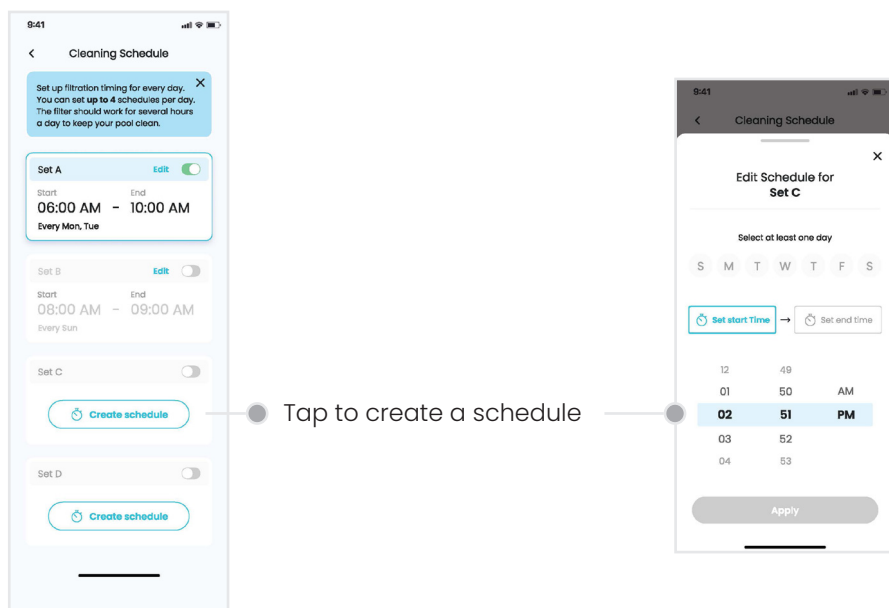 9:41
Cleaning Schedule
Set up filtration timing for every day.
You can set up to 4 schedules per day.
The filter should work for several hours
a day to keep your pool clean.
Set A Edit
Start End
06:00 AM - 10:00 AM
Every Mon, Tue
Set B Edit
Start End
08:00 AM - 09:00 AM
Every Sun
Set C
Create schedule
Set D
Create schedule
Tap to create a schedule
9:41
Cleaning Schedule
Edit Schedule for
Set C
Select at least one day
S M T W T F S
Set start Time → Set end time
12 49
01 50 AM
02 51 PM
03 52
04 53
Apply